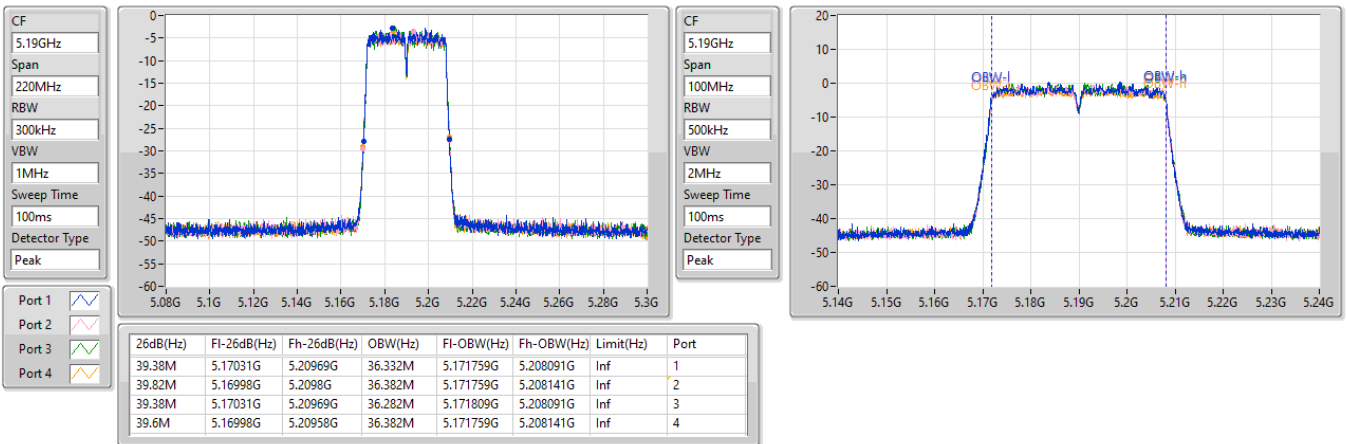 CF
5.19GHz
Span
220MHz
RBW
300kHz
VBW
1MHz
Sweep Time
100ms
Detector Type
Peak
0-
-5-
-10-
-15-
-20-
-25-
-30-
-35-
-40-
-45-
-50-
-55-
-60-
5.08G 5.1G 5.12G 5.14G 5.16G 5.18G 5.2G 5.22G 5.24G 5.26G 5.28G 5.3G
CF
5.19GHz
Span
100MHz
RBW
500kHz
VBW
2MHz
Sweep Time
100ms
Detector Type
Peak
20-
10-
0-
-10-
-20-
-30-
-40-
-50-
-60-
OBW-l OBW-h
5.14G 5.15G 5.16G 5.17G 5.18G 5.19G 5.2G 5.21G 5.22G 5.23G 5.24G
Port 1
Port 2
Port 3
Port 4
26dB(Hz) Fl-26dB(Hz) Fh-26dB(Hz) OBW(Hz) Fl-OBW(Hz) Fh-OBW(Hz) Limit(Hz) Port
39.38M 5.17031G 5.20969G 36.332M 5.171759G 5.208091G Inf 1
39.82M 5.16998G 5.2098G 36.382M 5.171759G 5.208141G Inf 2
39.38M 5.17031G 5.20969G 36.282M 5.171809G 5.208091G Inf 3
39.6M 5.16998G 5.20958G 36.382M 5.171759G 5.208141G Inf 4